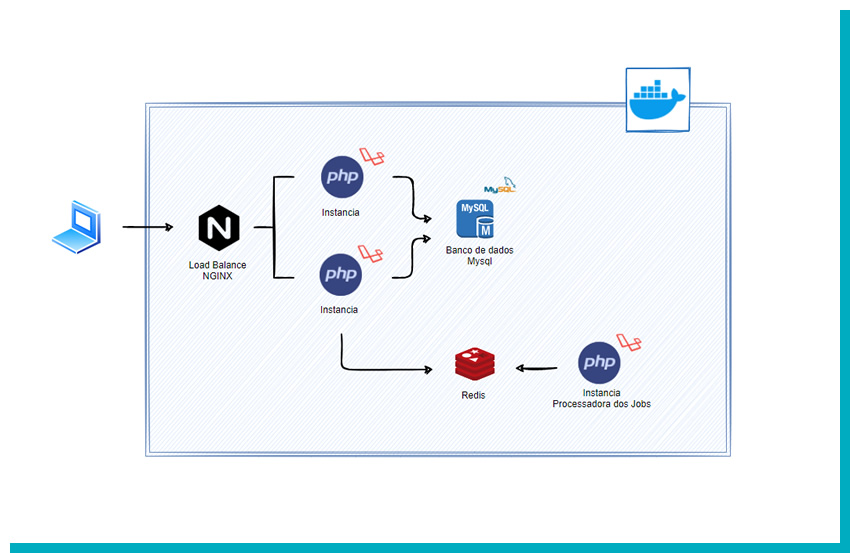 php
Instancia
MySQL
MySQL
M
Banco de dados
Mysql
N
Load Balance
NGINX
php
Instancia
Redis
php
Instancia
Processadora dos Jobs